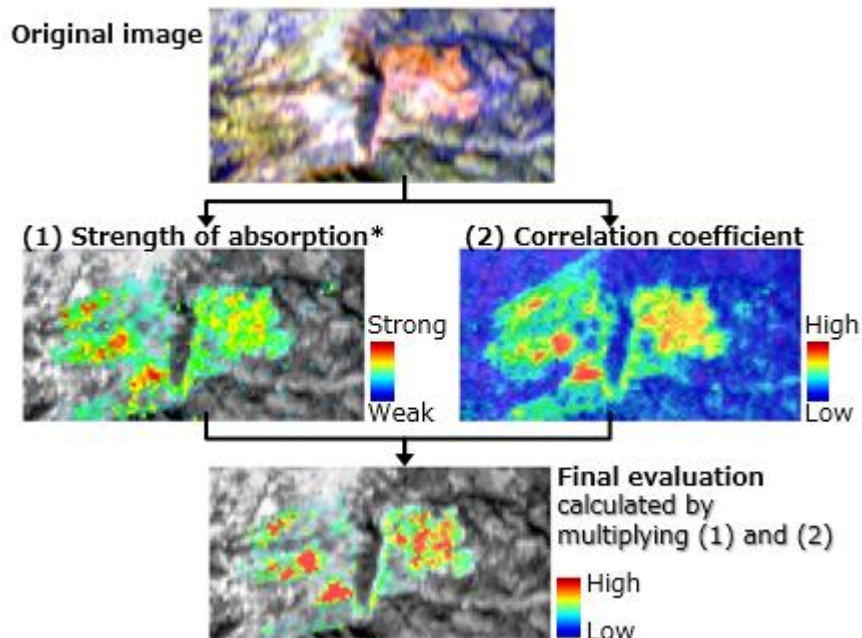 Original image
(1) Strength of absorption*
(2) Correlation coefficient
Strong
Weak
High
Low
Final evaluation
calculated by
multiplying (1) and (2)
High
Low